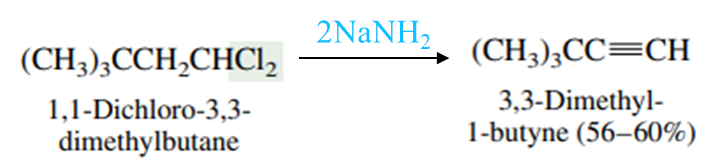 (CH₃)₃CCH₂CHCl₂
1,1-Dichloro-3,3-
dimethylbutane
2NaNH₂
(CH₃)₃CC≡CH
3,3-Dimethyl-
1-butyne (56–60%)